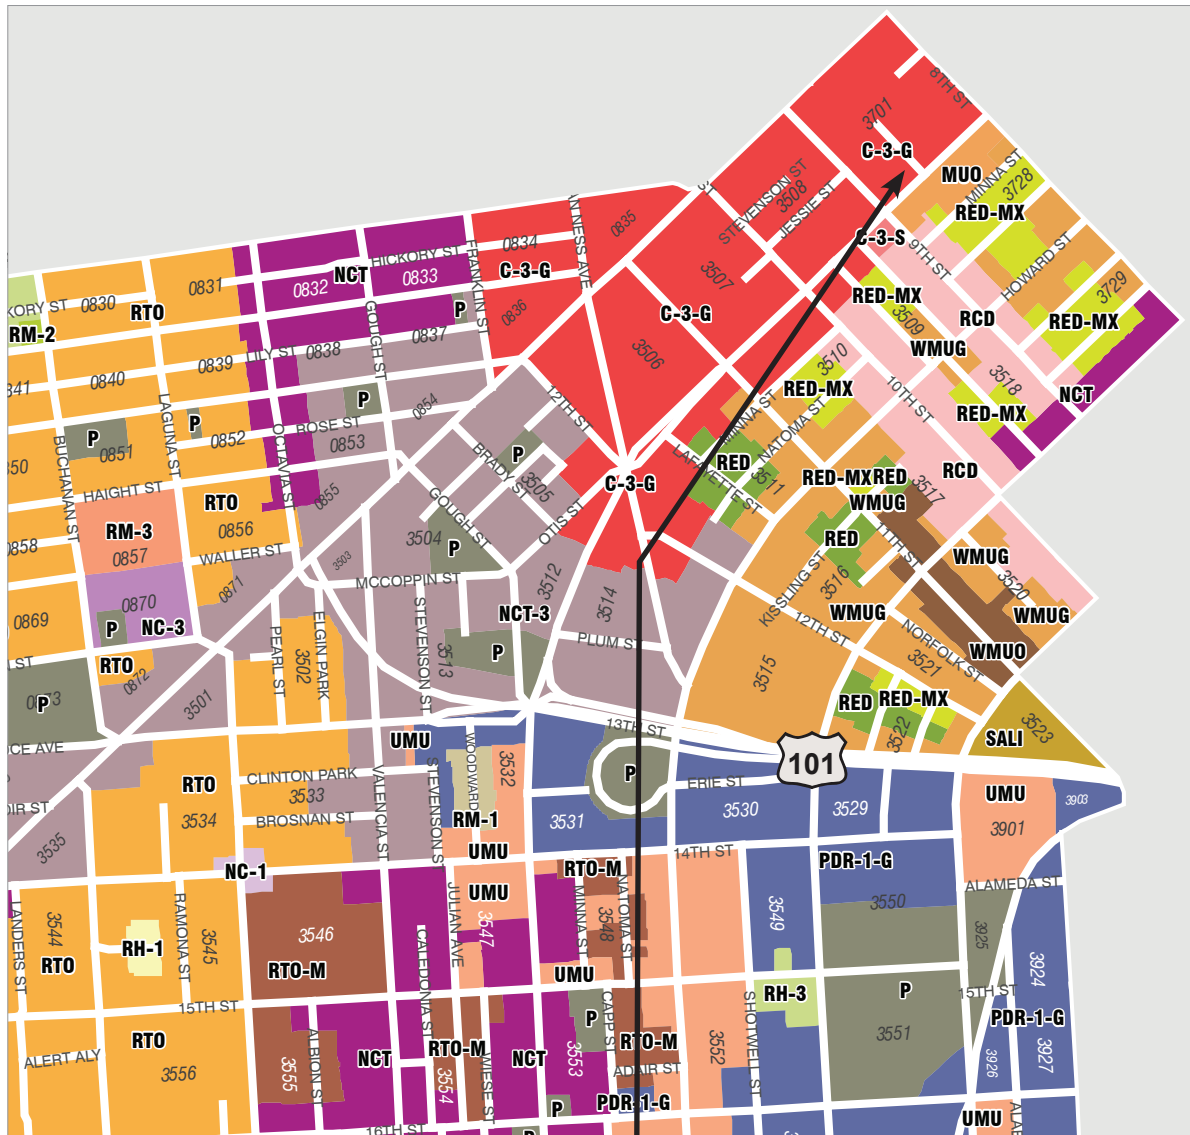 8TH ST
3701
C-3-G
MUO
MINNA ST
3728
RED-MX
STEVENSON ST
3508
JESSIE ST
0835
C-3-S
9TH ST
HOWARD ST
3729
HICKORY ST
FRANKLIN ST
0834
C-3-G
3507
0831
0832
NCT
0833
0830
RTO
RM-2
P
0836
C-3-G
RED-MX
3509
RCD
RED-MX
WMUG
GOUGH ST
0837
0838
LILY ST
0839
0840
3506
3510
RED-MX
3518
NCT
LAGUNA ST
P
P
0854
12TH ST
MINNA ST
NATOMA ST
10TH ST
RED-MX
ROSE ST
0853
0852
P
0851
BUCHANAN ST
OCTAVIA ST
BRADY ST
P
3505
LAFAYETTE ST
RED
3511
RED-MX
RED
RCD
HAIGHT ST
RTO
0855
GOUGH ST
OTIS ST
C-3-G
WMUG
3517
RM-3
0856
0857
WALLER ST
3503
3504
P
RED
11TH ST
WMUG
MCCOPPIN ST
3512
3514
KISSLING ST
3516
3520
0870
0871
0869
P
NC-3
PEARL ST
ELGIN PARK
3502
STEVENSON ST
NCT-3
PLUM ST
WMUG
12TH ST
WMUG
NORFOLK ST
WMUO
3521
RTO
0872
3513
P
3515
P
3501
RED
RED-MX
3522
SALI
3523
13TH ST
UMU
WOODWARD
3532
P
101
ERIE ST
RTO
CLINTON PARK
3533
BROSNAN ST
VALENCIA ST
STEVENSON ST
3534
3535
RM-1
3531
3530
3529
UMU
3903
3901
NC-1
UMU
14TH ST
PDR-1-G
RTO-M
UMU
ALAMEDA ST
3550
LANDERS ST
3544
RTO
RH-1
RAMONA ST
3545
3546
RTO-M
CALEDONIA ST
JULIAN AVE
3547
MINNA ST
3548
NATOMA ST
UMU
3549
3925
3924
15TH ST
RH-3
P
15TH ST
PDR-1-G
SHOTWELL ST
CAPP ST
P
RTO-M
3551
3552
ALERT ALY
RTO
3556
3555
ALBION ST
NCT
RTO-M
3554
WIESE ST
NCT
3553
ADAIR ST
3926
3927
P
PDR-1-G
16TH ST
UMU